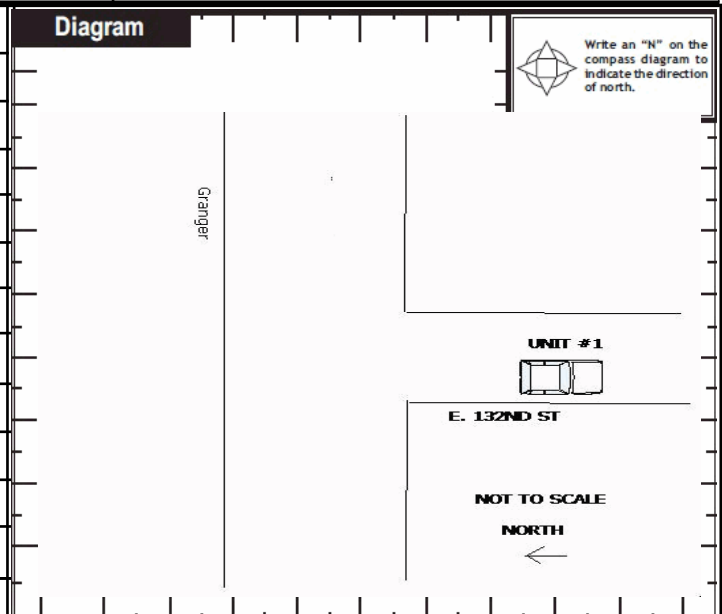 Diagram
Write an “N” on the
compass diagram to
indicate the direction
of north.
Granger
UNIT #1
E. 132ND ST
NOT TO SCALE
NORTH